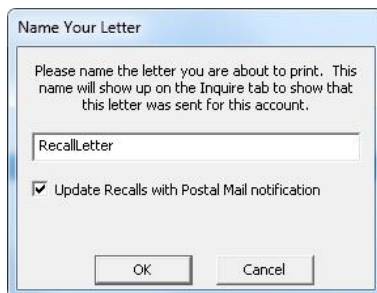 Name Your Letter
Please name the letter you are about to print. This
name will show up on the Inquire tab to show that
this letter was sent for this account.
RecallLetter
Update Recalls with Postal Mail notification
OK Cancel